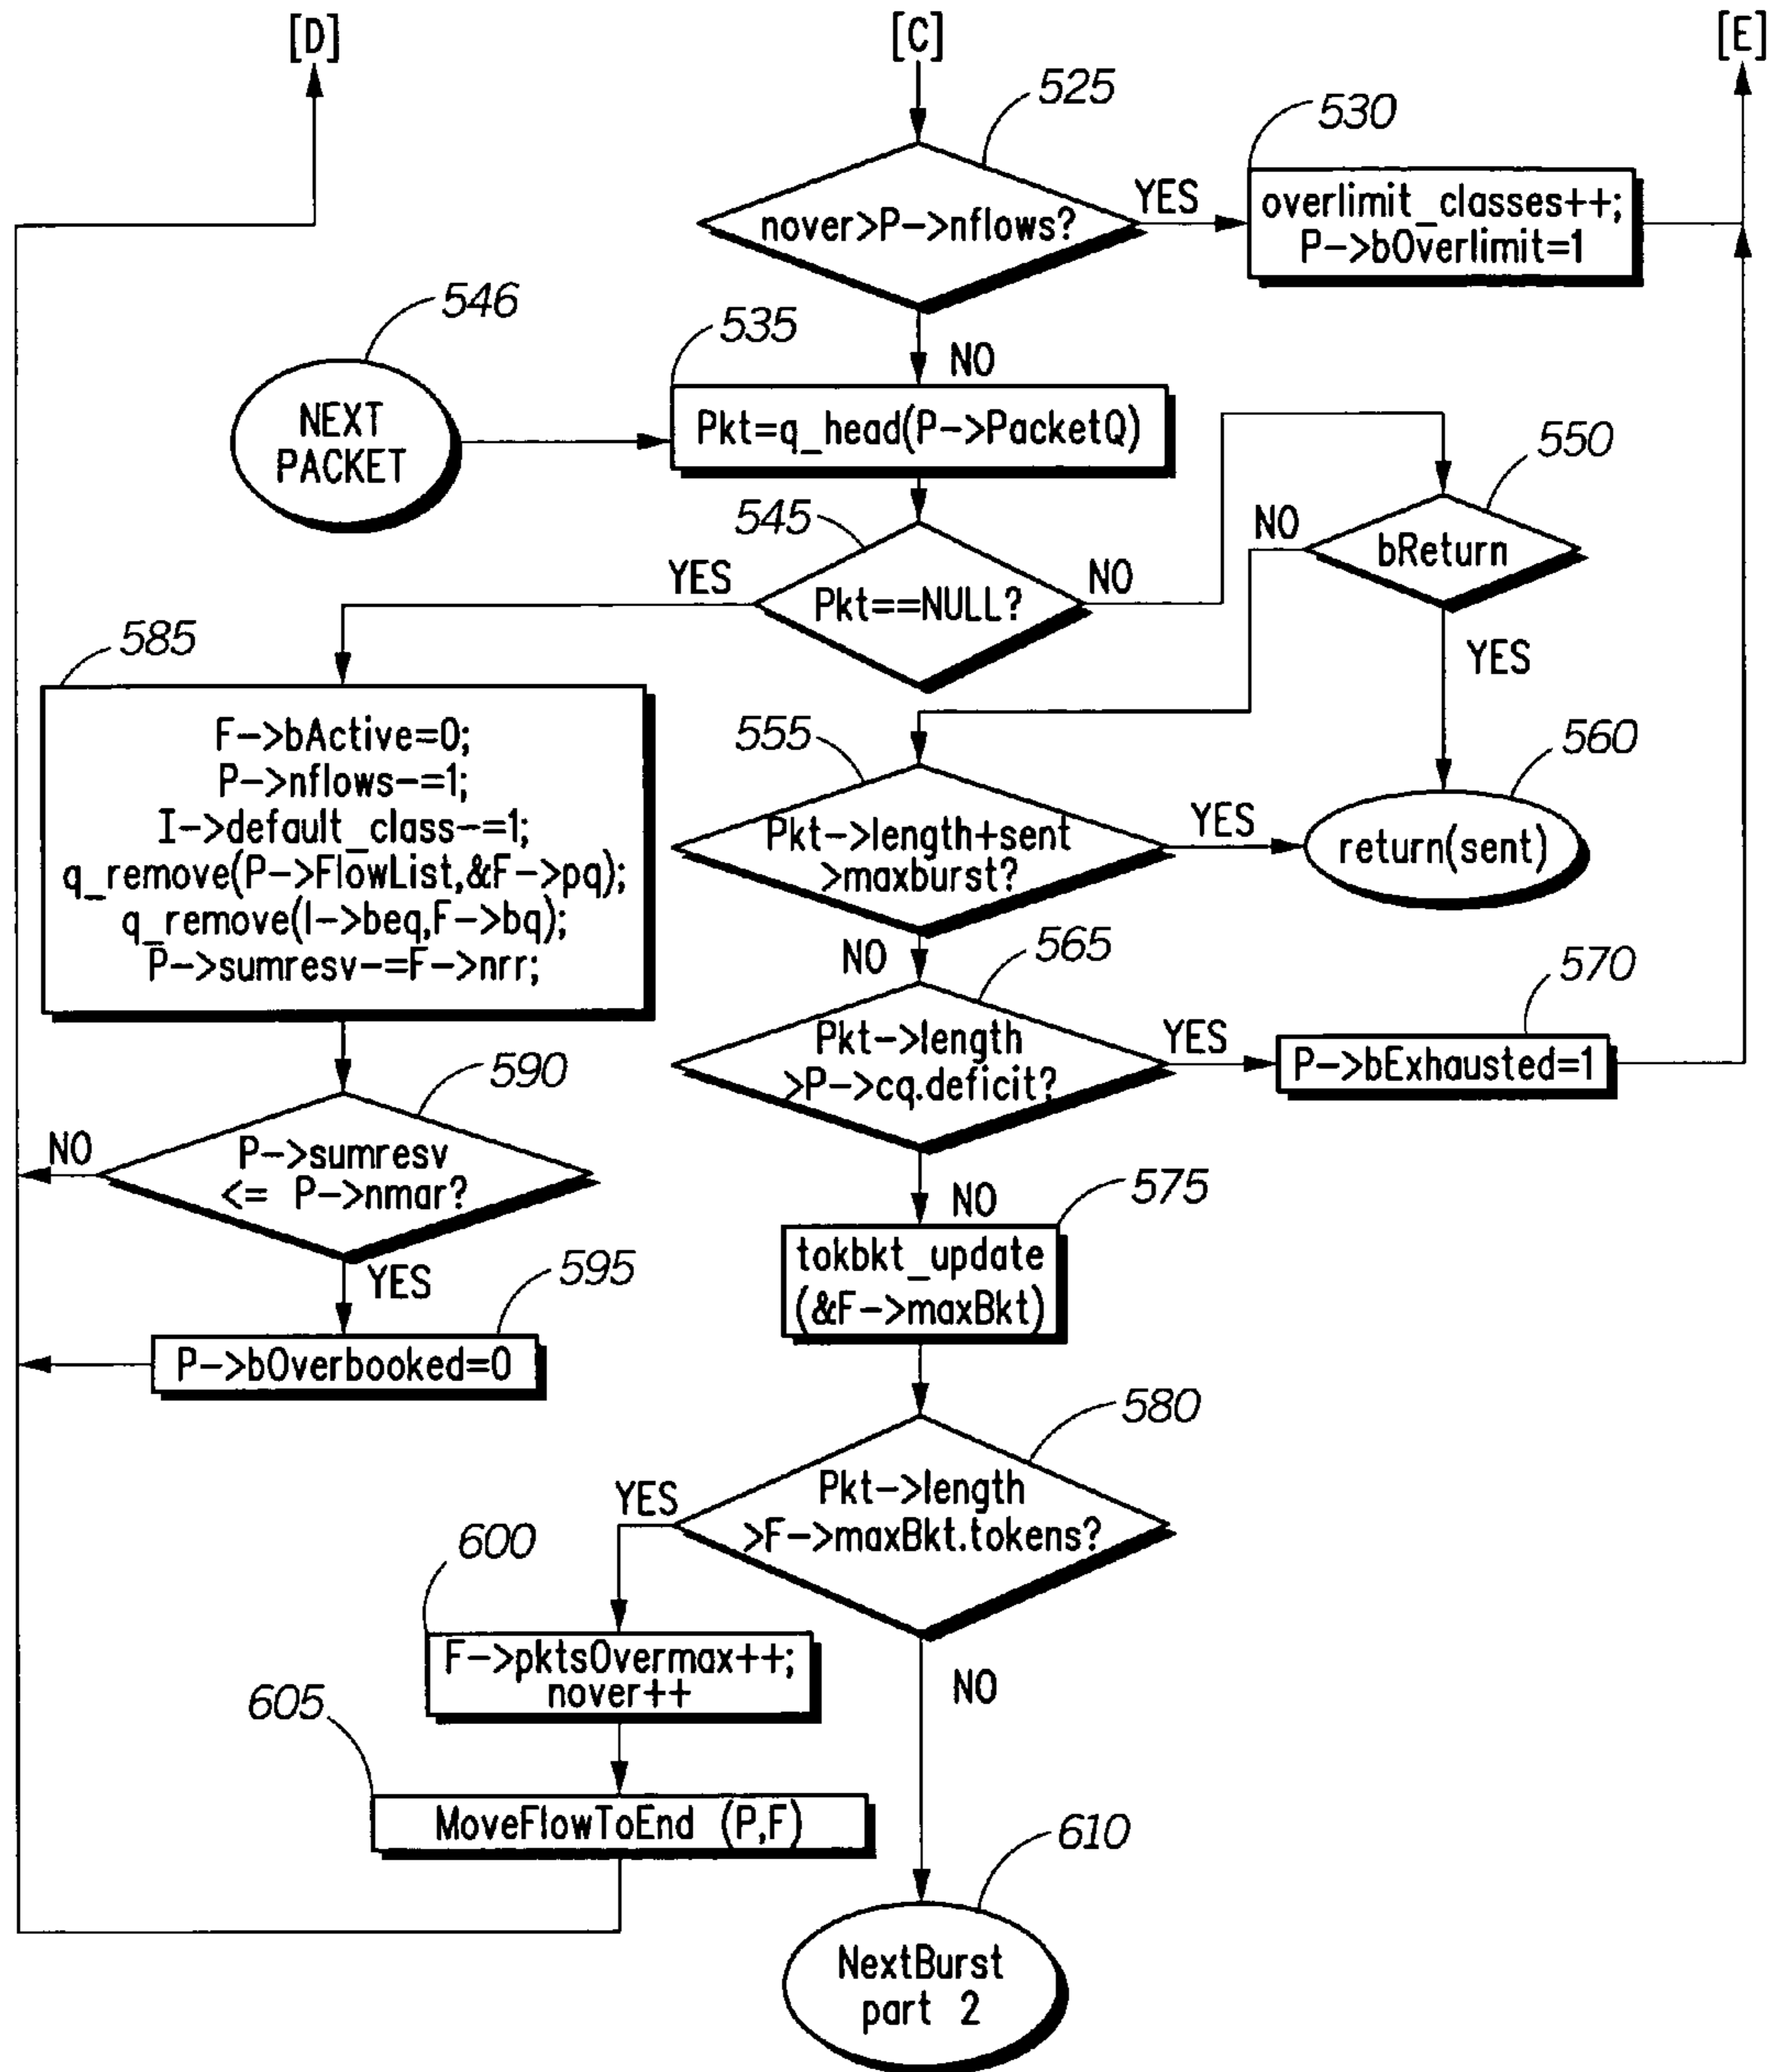 [D]
[C]
[E]
525
530
nover>P->nflows?
YES
overlimit_classes++;
P->bOverlimit=1
NO
546
NEXT
PACKET
535
Pkt=q_head(P->PacketQ)
545
YES
Pkt==NULL?
NO
550
NO
bReturn
YES
585
F->bActive=0;
P->nflows-=1;
I->default_class-=1;
q_remove(P->FlowList,&F->pq);
q_remove(I->beq,F->bq);
P->sumresv-=F->nrr;
555
Pkt->length+sent
>maxburst?
YES
560
return(sent)
NO
565
Pkt->length
>P->cq.deficit?
YES
570
P->bExhausted=1
590
NO
P->sumresv
<= P->nmar?
YES
595
P->bOverbooked=0
NO
575
tokbkt_update
(&F->maxBkt)
580
Pkt->length
>F->maxBkt.tokens?
YES
NO
600
F->pktsOvermax++;
nover++
605
MoveFlowToEnd (P,F)
610
NextBurst
part 2